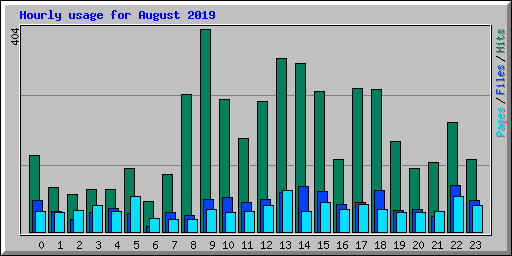 Hourly usage for August 2019
404
Pages / Files / Hits
0 1 2 3 4 5 6 7 8 9 10 11 12 13 14 15 16 17 18 19 20 21 22 23